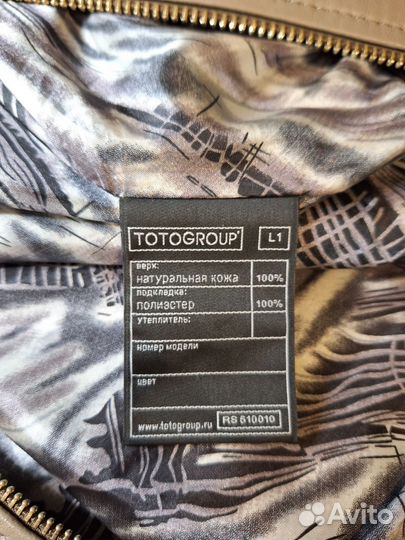 TOTOGROUP L1
верх:
натуральная кожа 100%
подкладка:
полиэстер 100%
утеплитель:
номер модели
цвет
www.totogroup.ru RS 610010
Avito